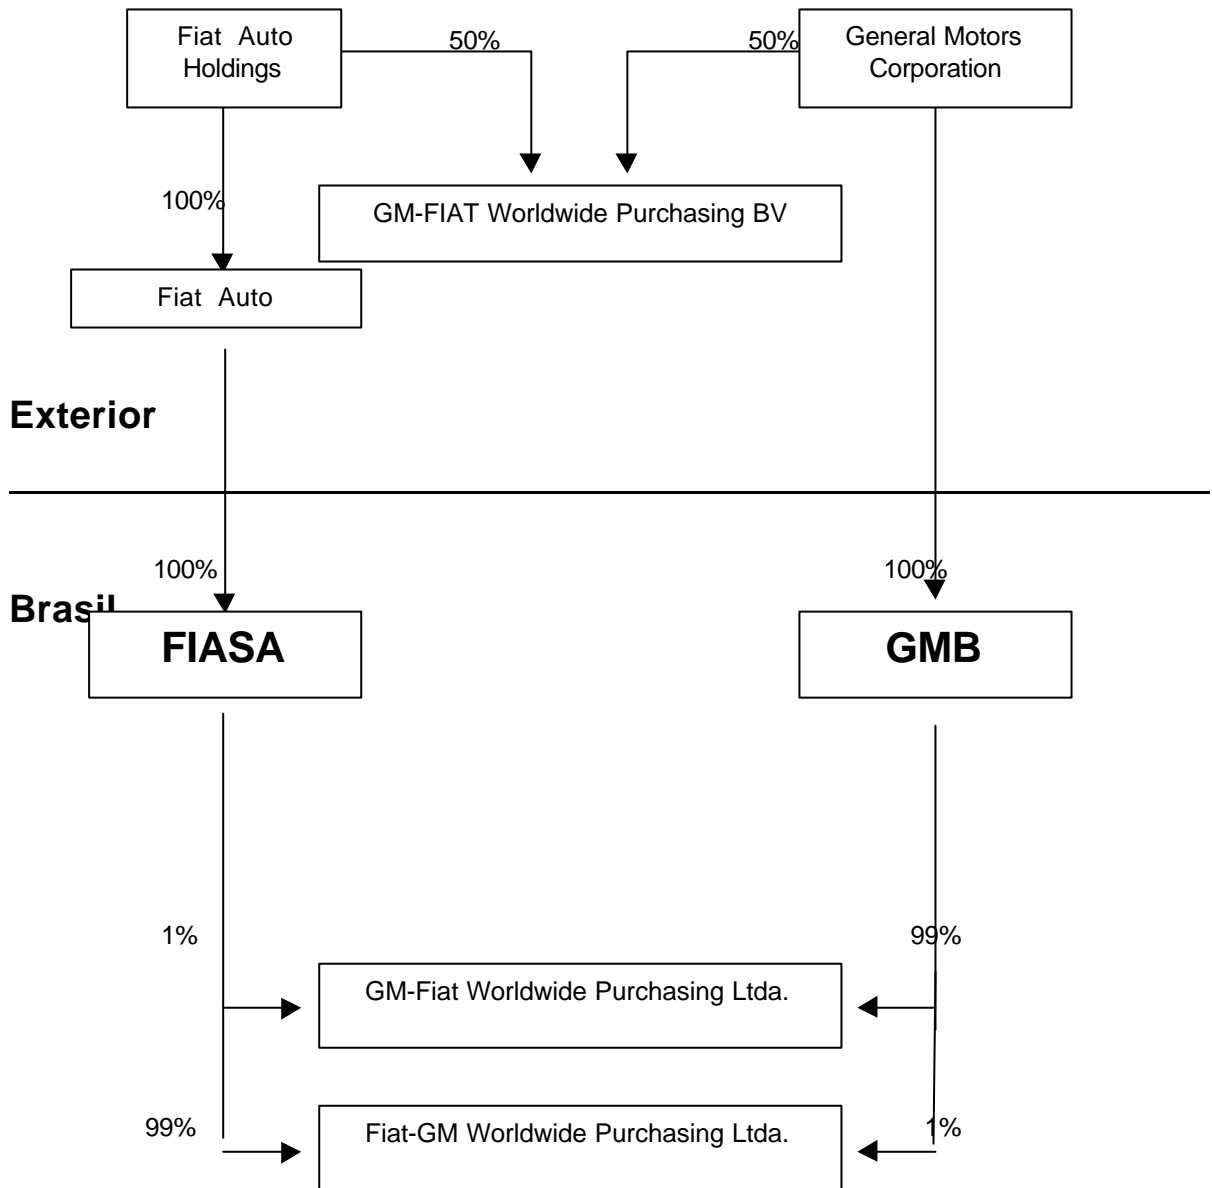 Fiat Auto
Holdings
50%
50%
General Motors
Corporation
100%
GM-FIAT Worldwide Purchasing BV
Fiat Auto
Exterior
100%
100%
Brasil
FIASA
GMB
1%
99%
GM-Fiat Worldwide Purchasing Ltda.
99%
Fiat-GM Worldwide Purchasing Ltda.
1%